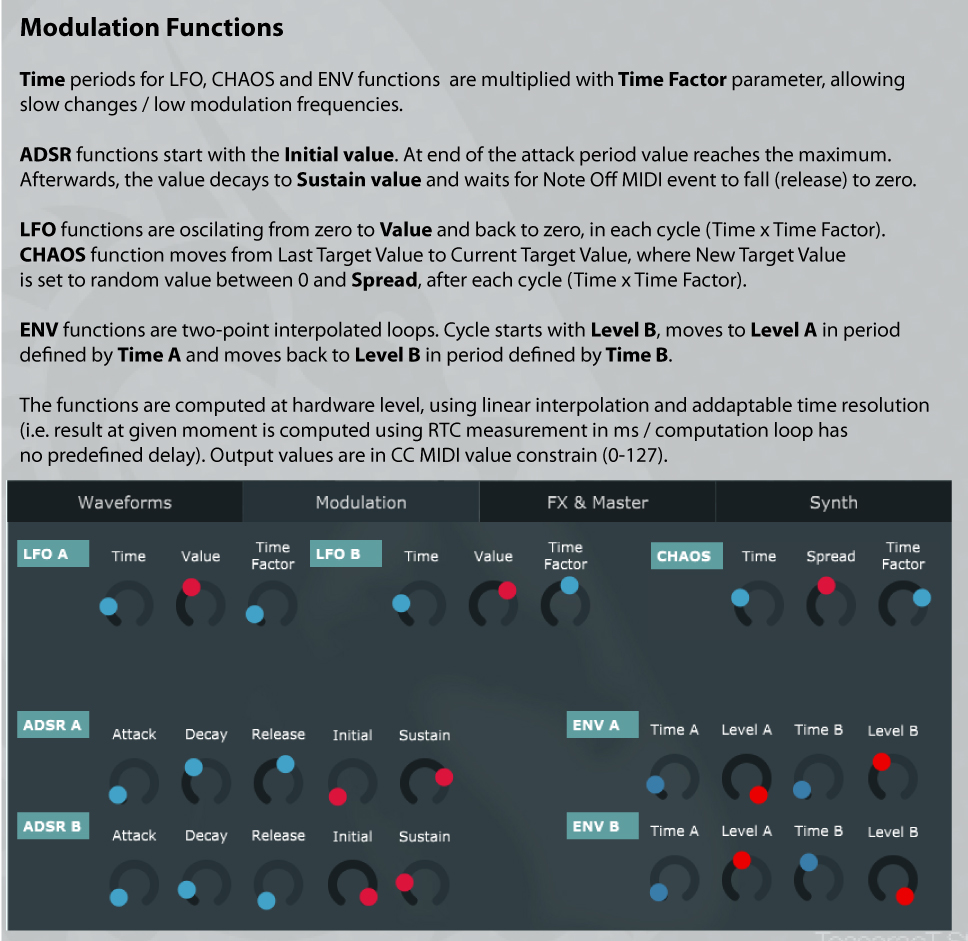 Modulation Functions
Time periods for LFO, CHAOS and ENV functions are multiplied with Time Factor parameter, allowing
slow changes / low modulation frequencies.
ADSR functions start with the Initial value. At end of the attack period value reaches the maximum.
Afterwards, the value decays to Sustain value and waits for Note Off MIDI event to fall (release) to zero.
LFO functions are oscilating from zero to Value and back to zero, in each cycle (Time x Time Factor).
CHAOS function moves from Last Target Value to Current Target Value, where New Target Value
is set to random value between 0 and Spread, after each cycle (Time x Time Factor).
ENV functions are two-point interpolated loops. Cycle starts with Level B, moves to Level A in period
defined by Time A and moves back to Level B in period defined by Time B.
The functions are computed at hardware level, using linear interpolation and addaptable time resolution
(i.e. result at given moment is computed using RTC measurement in ms / computation loop has
no predefined delay). Output values are in CC MIDI value constrain (0-127).
Waveforms Modulation FX & Master Synth
LFO A Time Value Time Factor LFO B Time Value Time Factor CHAOS Time Spread Time Factor
ADSR A Attack Decay Release Initial Sustain ENV A Time A Level A Time B Level B
ADSR B Attack Decay Release Initial Sustain ENV B Time A Level A Time B Level B